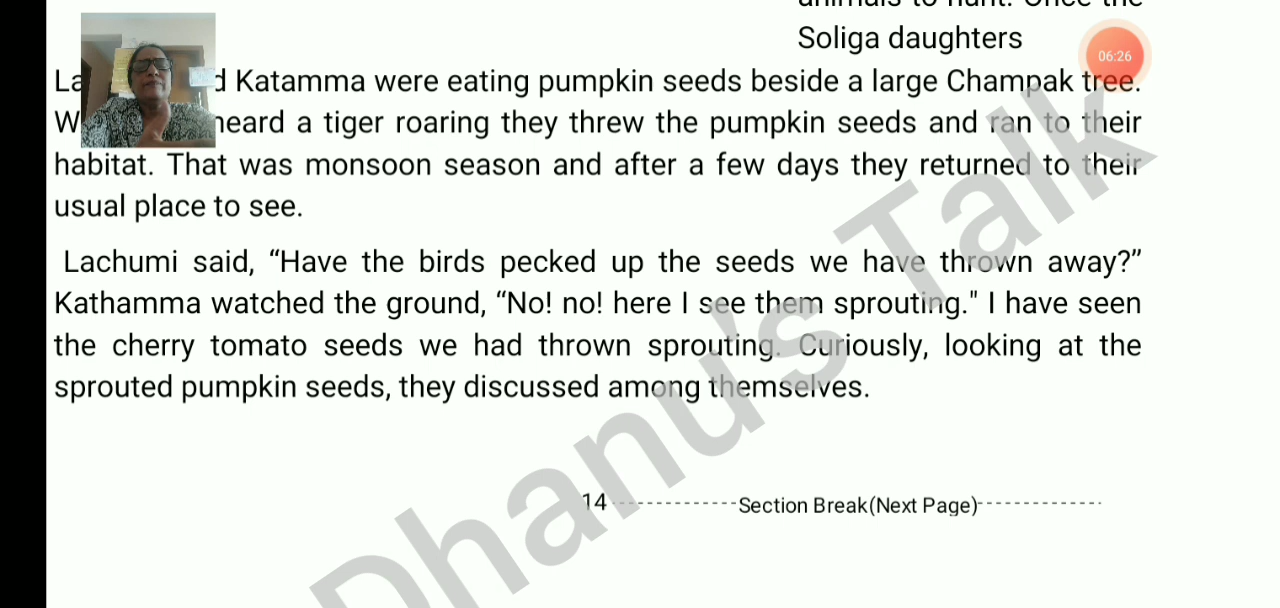 Soliga daughters
06:26
Katamma were eating pumpkin seeds beside a large Champak tree.
heard a tiger roaring they threw the pumpkin seeds and ran to their
habitat. That was monsoon season and after a few days they returned to their
usual place to see.
Lachumi said, “Have the birds pecked up the seeds we have thrown away?”
Kathamma watched the ground, “No! no! here I see them sprouting." I have seen
the cherry tomato seeds we had thrown sprouting. Curiously, looking at the
sprouted pumpkin seeds, they discussed among themselves.
Dhanu's Talk
14 -------------Section Break(Next Page)--------------